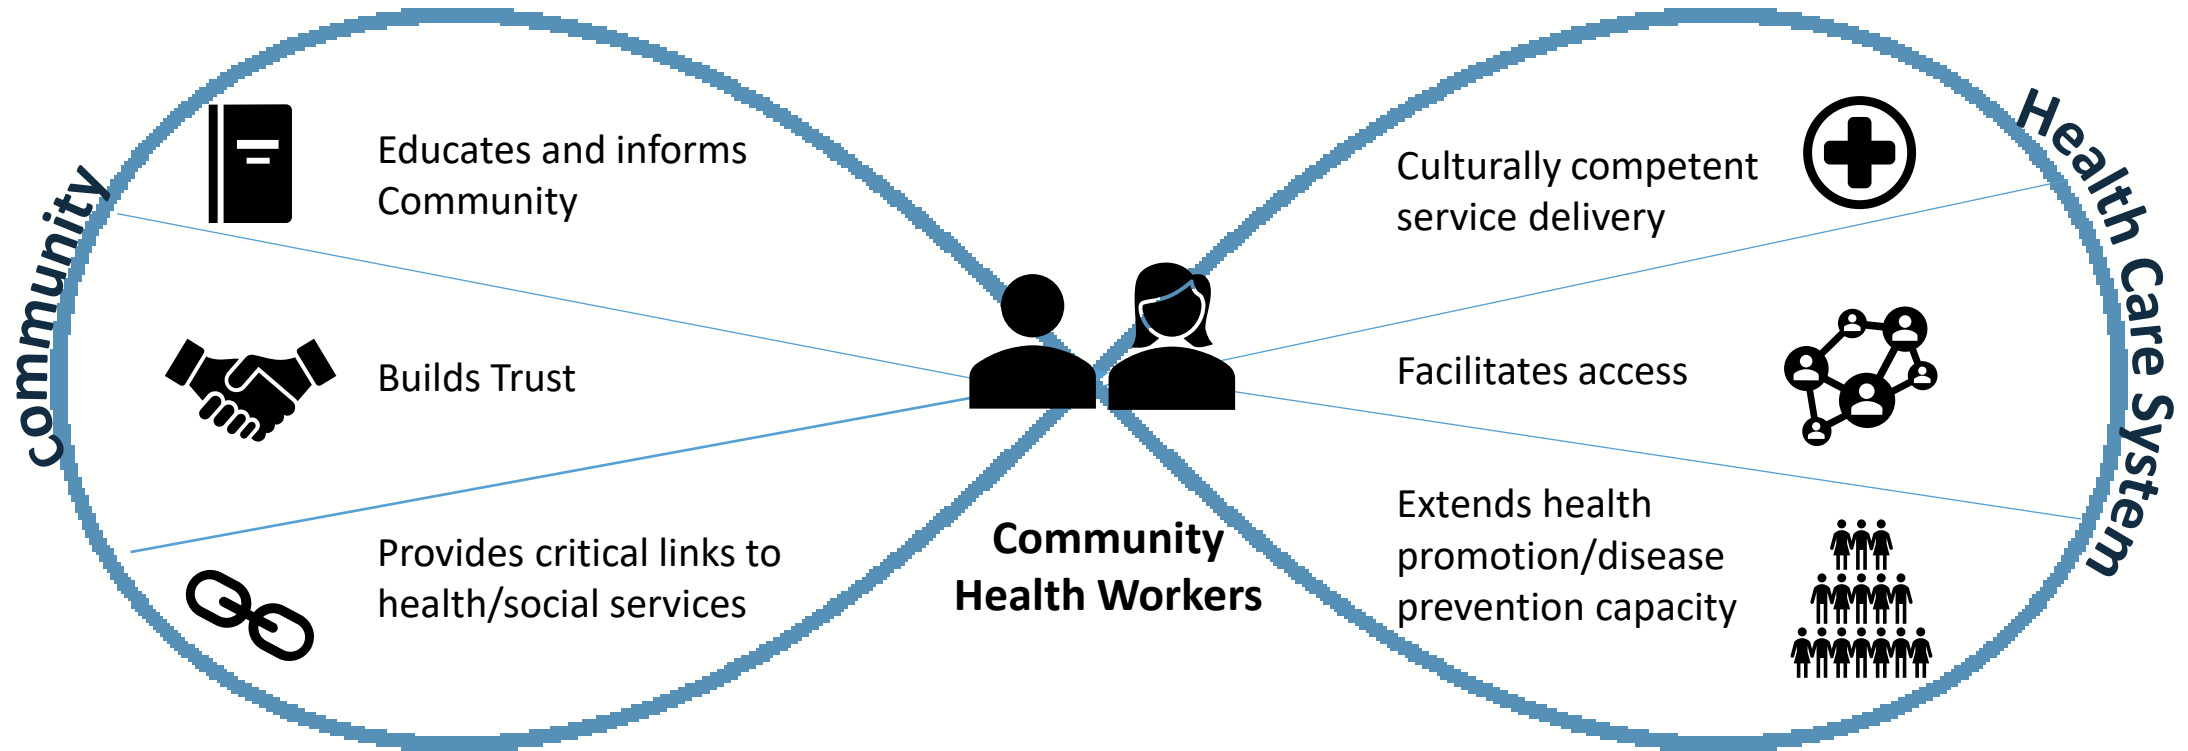 Community
Educates and informs
Community
Builds Trust
Provides critical links to
health/social services
Community
Health Workers
Culturally competent
service delivery
Facilitates access
Extends health
promotion/disease
prevention capacity
Health Care System